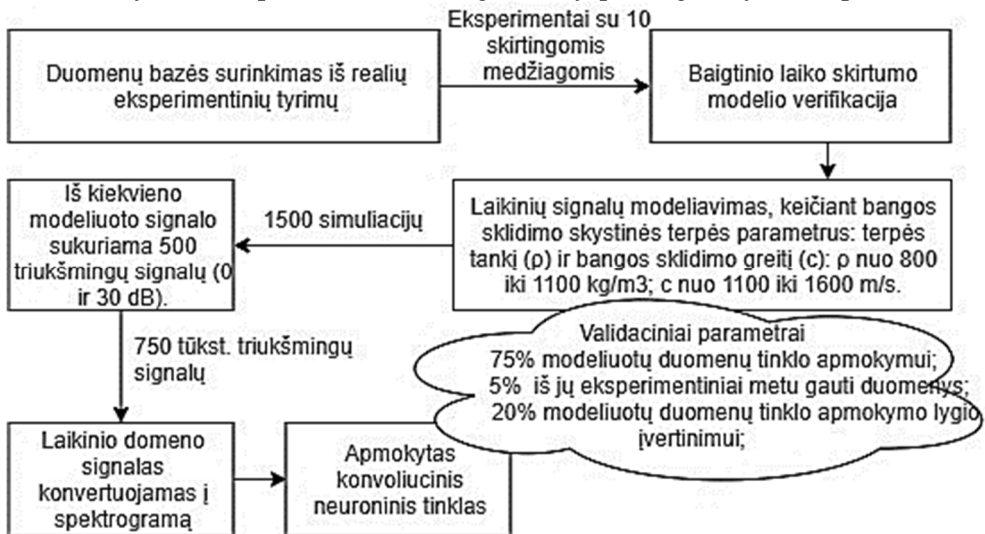 Eksperimentai su 10
skirtingomis
medžiagomis
Duomenų bazės surinkimas iš realių
eksperimentinių tyrimų
Baigtinio laiko skirtumo
modelio verifikacija
Iš kiekvieno
modeliuoto signalo
sukuriama 500
triukšmingų signalų (0
ir 30 dB).
1500 simuliacijų
Laikinių signalų modeliavimas, keičiant bangos
sklidimo skystinės terpės parametrus: terpės
tankį (ρ) ir bangos sklidimo greitį (c): ρ nuo 800
iki 1100 kg/m3; c nuo 1100 iki 1600 m/s.
750 tūkst. triukšmingų
signalų
Validaciniai parametrai
75% modeliuotų duomenų tinklo apmokymui;
5% iš jų eksperimentiniai metu gauti duomenys;
20% modeliuotų duomenų tinklo apmokymo lygio
įvertinimui;
Laikinio domeno
signalas
konvertuojamas į
spektrogramą
Apmokytas
konvoliucinis
neuroninis tinklas